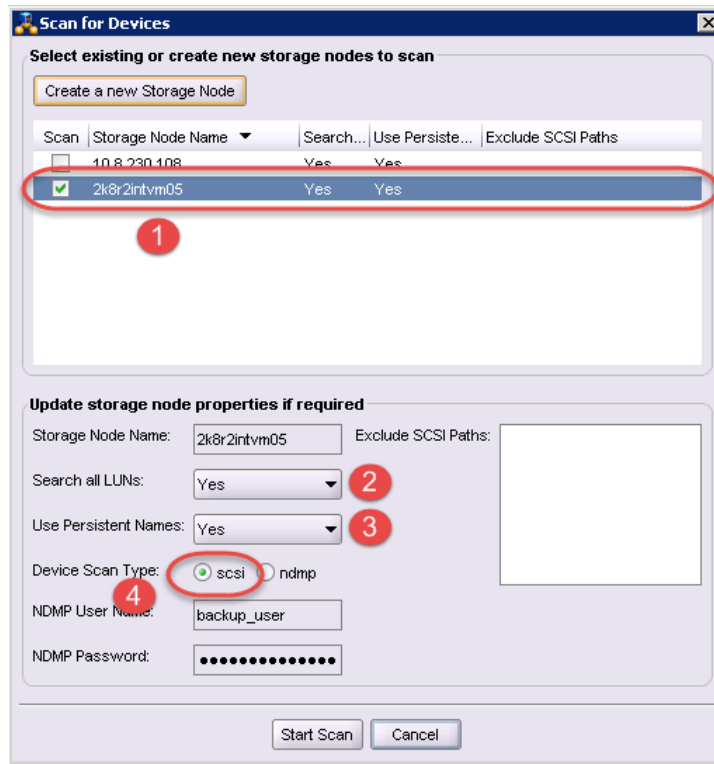 Scan for Devices
Select existing or create new storage nodes to scan
Create a new Storage Node
Scan Storage Node Name Search... Use Persiste... Exclude SCSI Paths
10.8.230.108 Yes Yes
2k8r2intvm05 Yes Yes
1
Update storage node properties if required
Storage Node Name: 2k8r2intvm05 Exclude SCSI Paths:
Search all LUNs: Yes 2
Use Persistent Names: Yes 3
Device Scan Type: scsi ndmp
4
NDMP User Name: backup_user
NDMP Password: ●●●●●●●●●●●●●●
Start Scan Cancel